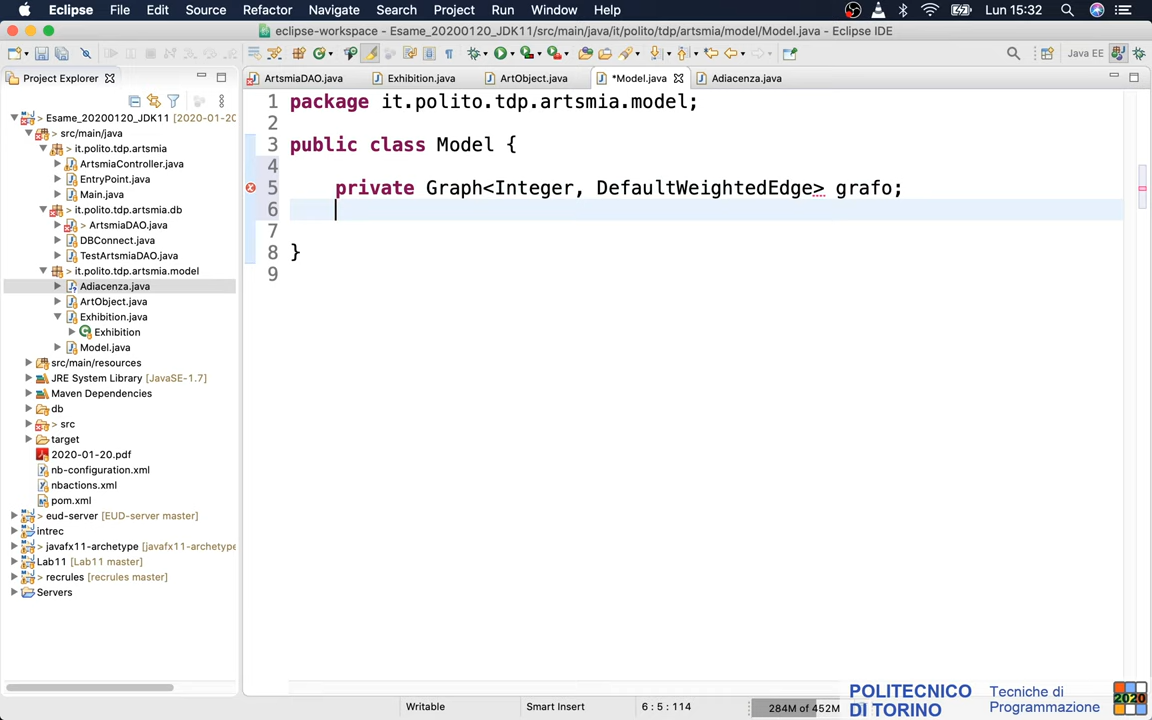 Eclipse File Edit Source Refactor Navigate Search Project Run Window Help Lun 15:32
eclipse-workspace - Esame_20200120_JDK11/src/main/java/it/polito/tdp/artsmia/model/Model.java - Eclipse IDE
Java EE
Project Explorer
ArtsmiaDAO.java Exhibition.java ArtObject.java *Model.java Adiacenza.java
> Esame_20200120_JDK11 [2020-01-20
> src/main/java
> it.polito.tdp.artsmia
> ArtsmiaController.java
> EntryPoint.java
> Main.java
> it.polito.tdp.artsmia.db
> ArtsmiaDAO.java
DBConnect.java
TestArtsmiaDAO.java
> it.polito.tdp.artsmia.model
Adiacenza.java
ArtObject.java
Exhibition.java
Exhibition
Model.java
src/main/resources
JRE System Library [JavaSE-1.7]
Maven Dependencies
db
> src
target
2020-01-20.pdf
nb-configuration.xml
nbactions.xml
pom.xml
> eud-server [EUD-server master]
intrec
> javafx11-archetype [javafx11-archetype
Lab11 [Lab11 master]
> recrules [recrules master]
Servers
1 package it.polito.tdp.artsmia.model;
2
3 public class Model {
4
5 private Graph<Integer, DefaultWeightedEdge> grafo;
6
7
8 }
9
Writable Smart Insert 6 : 5 : 114 284M of 452M
POLITECNICO
DI TORINO
Tecniche di
Programmazione
2020